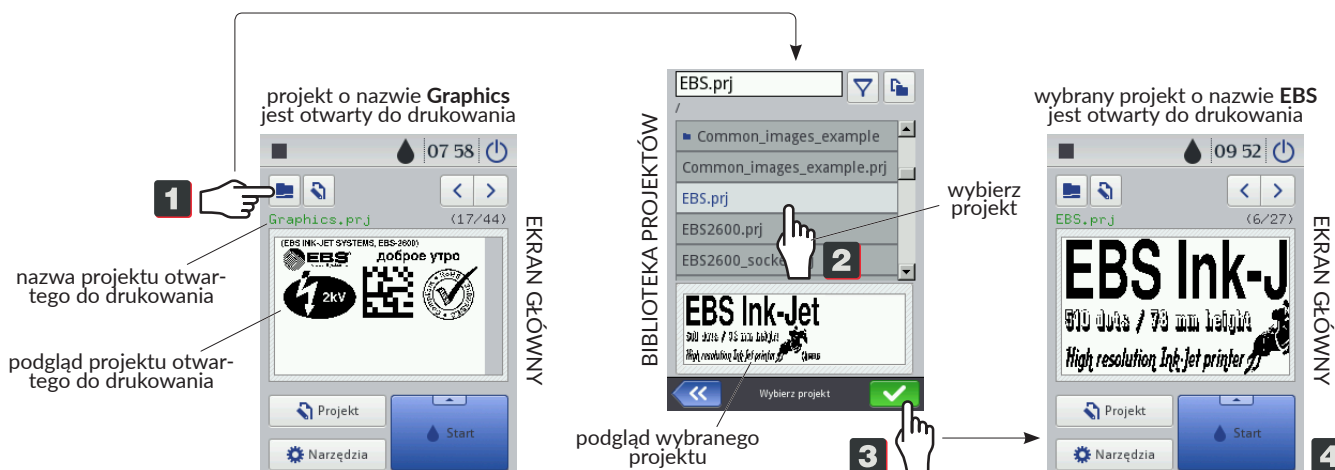 projekt o nazwie Graphics
jest otwarty do drukowania
07 58
1
Graphics.prj (17/44)
(EBS INK-JET SYSTEMS, EBS-2600)
EBS
доброе утро
2kV
nazwa projektu otwar-
tego do drukowania
podgląd projektu otwar-
tego do drukowania
Projekt
Start
Narzędzia
EKRAN GŁÓWNY
BIBLIOTEKA PROJEKTÓW
EBS.prj
/
Common_images_example
Common_images_example.prj
EBS.prj
EBS2600.prj
EBS2600_socke
wybierz
projekt
2
EBS Ink-Jet
510 dots / 73 mm height
High resolution Ink-Jet printer
Wybierz projekt
podgląd wybranego
projektu
3
wybrany projekt o nazwie EBS
jest otwarty do drukowania
09 52
EBS.prj (6/27)
EBS Ink-J
510 dots / 73 mm height
High resolution Ink-Jet printer
Projekt
Start
Narzędzia
EKRAN GŁÓWNY
4